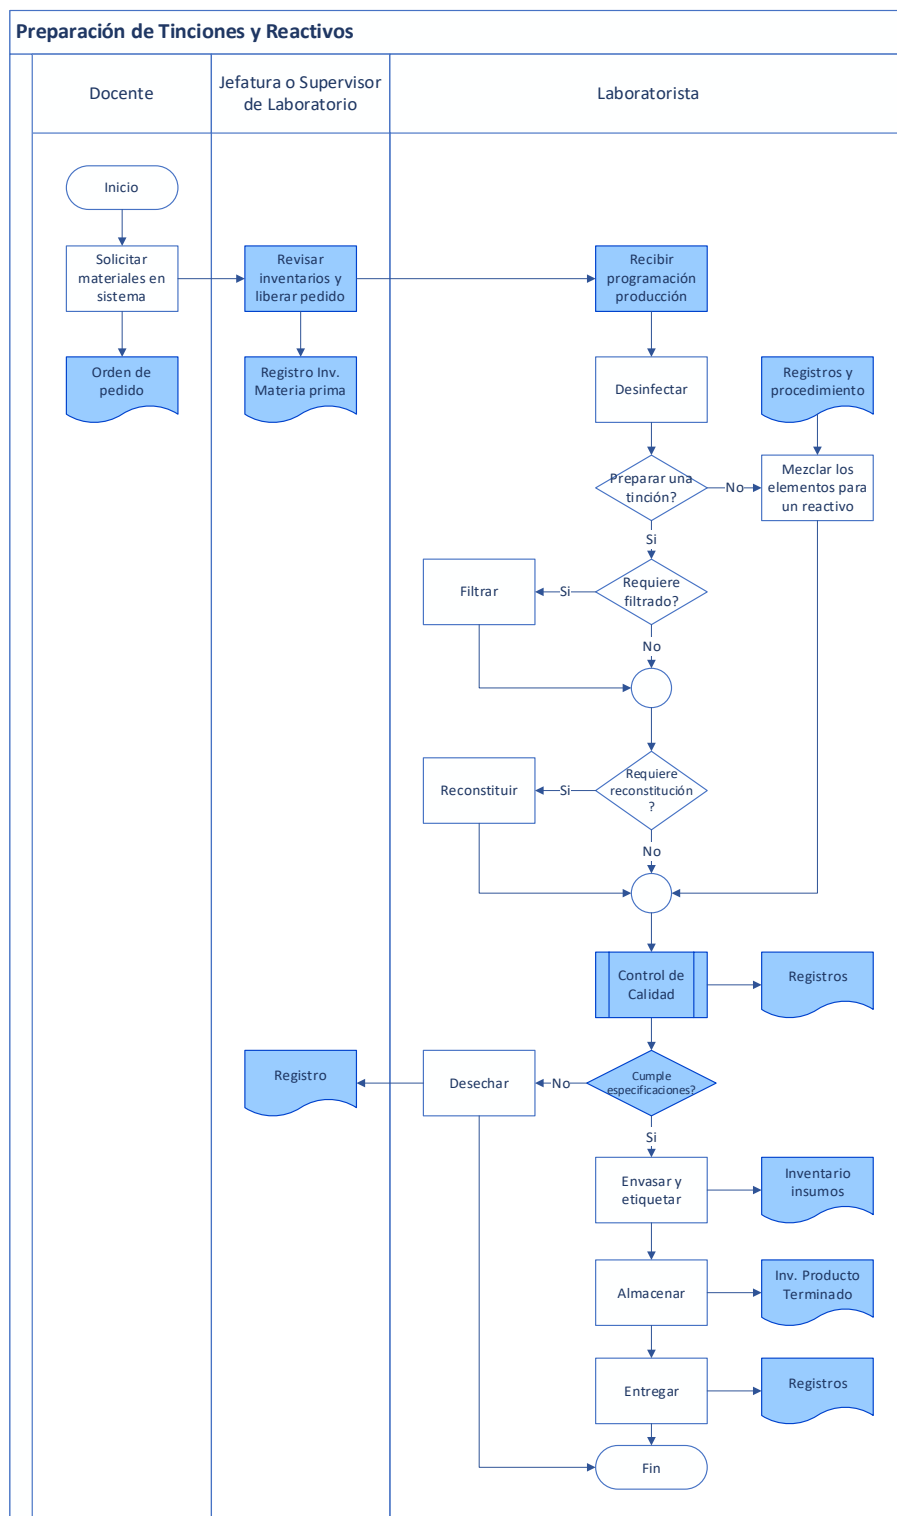 Preparación de Tinciones y Reactivos
Docente
Jefatura o Supervisor
de Laboratorio
Laboratorista
Inicio
Solicitar
materiales en
sistema
Revisar
inventarios y
liberar pedido
Recibir
programación
producción
Orden de
pedido
Registro Inv.
Materia prima
Desinfectar
Registros y
procedimiento
Preparar una
tinción?
No
Mezclar los
elementos para
un reactivo
Si
Filtrar
Si
Requiere
filtrado?
No
Reconstituir
Si
Requiere
reconstitución
?
No
Control de
Calidad
Registros
Registro
Desechar
No
Cumple
especificaciones?
Si
Envasar y
etiquetar
Inventario
insumos
Almacenar
Inv. Producto
Terminado
Entregar
Registros
Fin